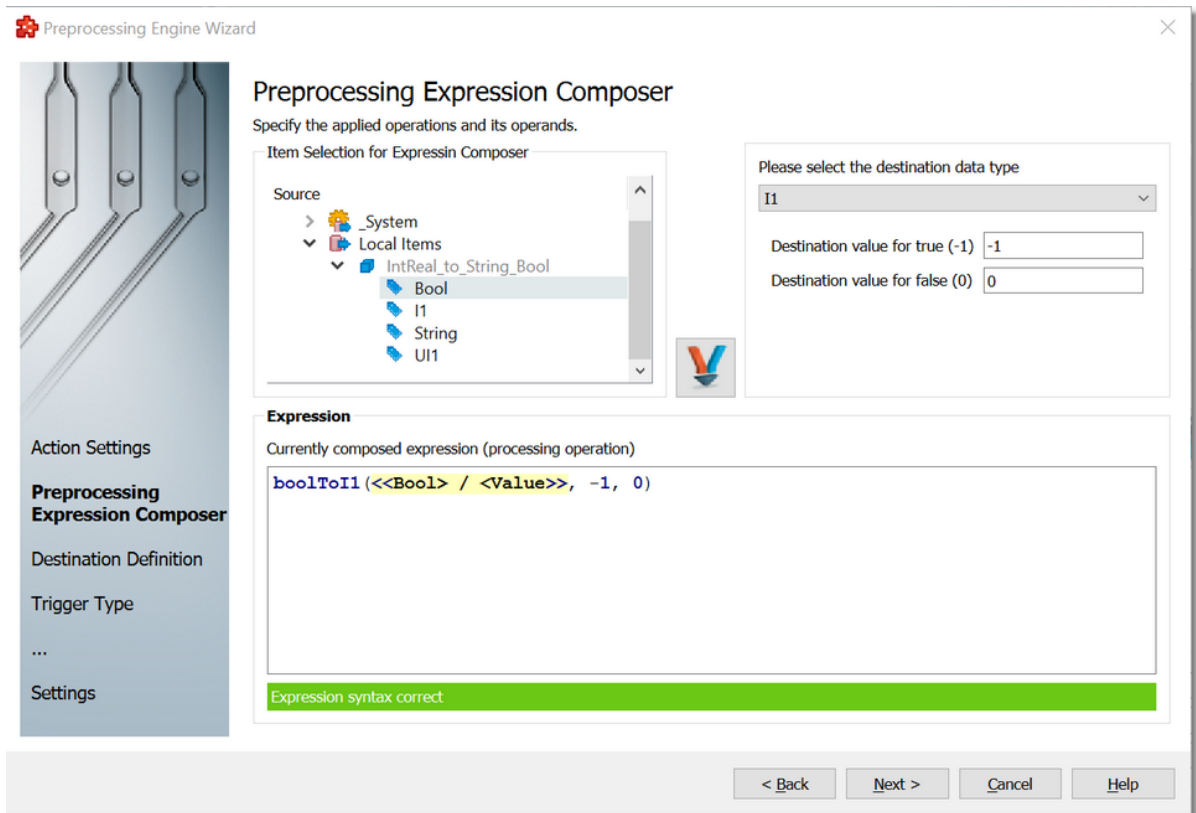 Preprocessing Engine Wizard
Preprocessing Expression Composer
Specify the applied operations and its operands.
Item Selection for Expressin Composer
Source
_System
Local Items
IntReal_to_String_Bool
Bool
I1
String
UI1
Please select the destination data type
I1
Destination value for true (-1) -1
Destination value for false (0) 0
Action Settings
Preprocessing
Expression Composer
Destination Definition
Trigger Type
...
Settings
Expression
Currently composed expression (processing operation)
boolToI1(<<Bool> / <Value>>, -1, 0)
Expression syntax correct
< Back Next > Cancel Help